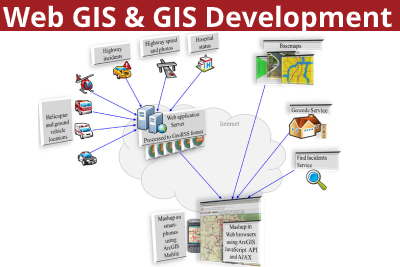 Web GIS & GIS Development
Highway
incidents
Highway speed
and photos
Hospital
status
Basemaps
Helicopter
and ground
vehicle
locations
Web application
Server
Processed to GeoRSS format
Internet
Geocode Service
Find Incidents
Service
Mashup on
smart-
phones
using
ArcGIS
Mobile
Mashup in
Web browsers
using ArcGIS
JavaScript API
and AJAX